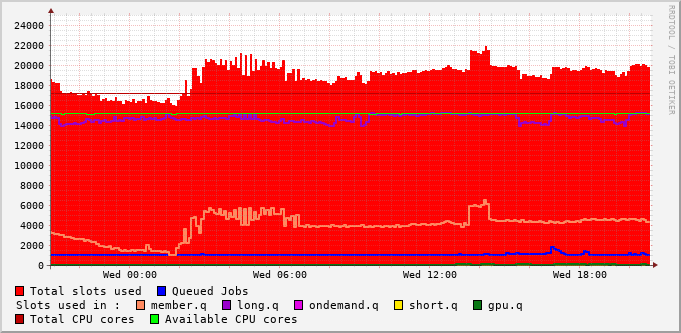 24000
22000
20000
18000
16000
14000
12000
10000
8000
6000
4000
2000
0
Wed 00:00 Wed 06:00 Wed 12:00 Wed 18:00
RRDTOOL / TOBI OETIKER
Total slots used Queued Jobs
Slots used in : member.q long.q ondemand.q short.q gpu.q
Total CPU cores Available CPU cores